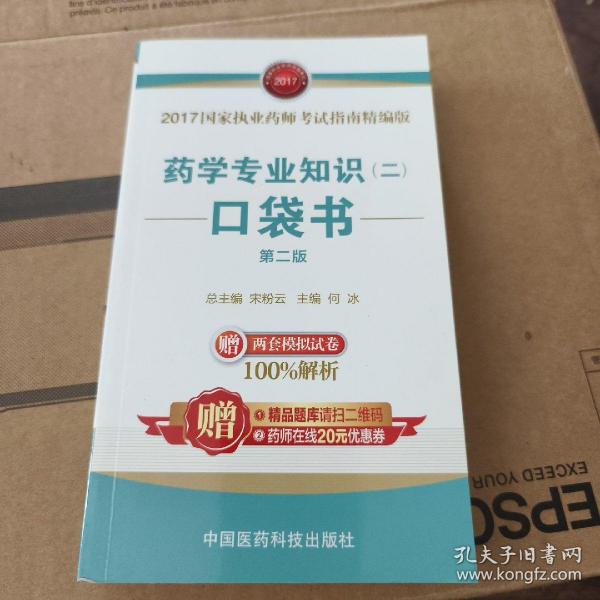 2017
2017国家执业药师考试指南精编版
药学专业知识(二)
口袋书
第二版
总主编 宋粉云 主编 何 冰
赠 两套模拟试卷
100%解析
赠
① 精品题库请扫二维码
② 药师在线20元优惠券
中国医药科技出版社
EXCEED YOUR
EPSO
孔夫子旧书网
www.kongfz.com